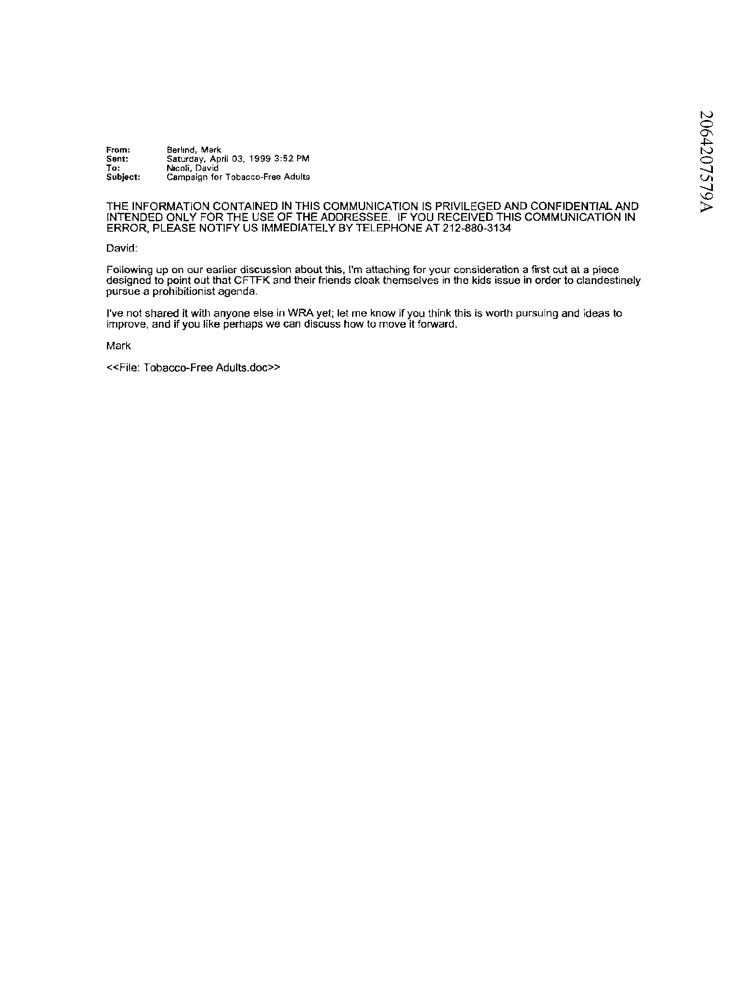 2064207579A
From: Berlind, Mark
Sent: Saturday, April 03, 1999 3:52 PM
To: Nicoli, David
Subject: Campaign for Tobacco-Free Adults
THE INFORMATION CONTAINED IN THIS COMMUNICATION IS PRIVILEGED AND CONFIDENTIAL AND
INTENDED ONLY FOR THE USE OF THE ADDRESSEE. IF YOU RECEIVED THIS COMMUNICATION IN
ERROR, PLEASE NOTIFY US IMMEDIATELY BY TELEPHONE AT 212-880-3134
David:
Following up on our earlier discussion about this, I'm attaching for your consideration a first cut at a piece
designed to point out that CFTFK and their friends cloak themselves in the kids issue in order to clandestinely
pursue a prohibitionist agenda.
I've not shared it with anyone else in WRA yet; let me know if you think this is worth pursuing and ideas to
improve, and if you like perhaps we can discuss how to move it forward.
Mark
<<File: Tobacco-Free Adults.doc>>